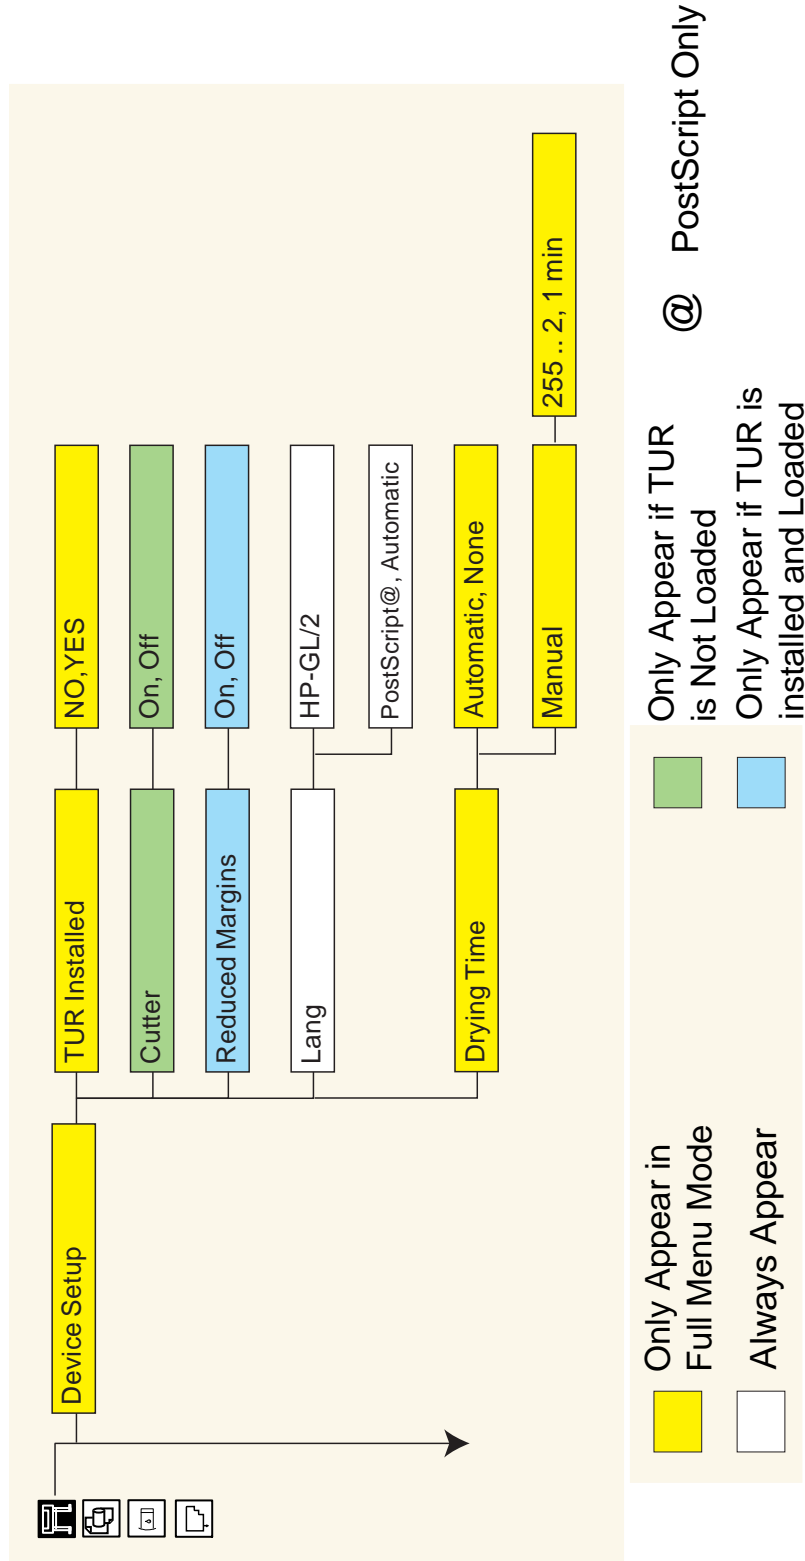 Device Setup
TUR Installed
NO,YES
Cutter
On, Off
Reduced Margins
On, Off
Lang
HP-GL/2
PostScript@, Automatic
Drying Time
Automatic, None
Manual
255 .. 2, 1 min
Only Appear in
Full Menu Mode
Always Appear
Only Appear if TUR
is Not Loaded
Only Appear if TUR is
installed and Loaded
@ PostScript Only